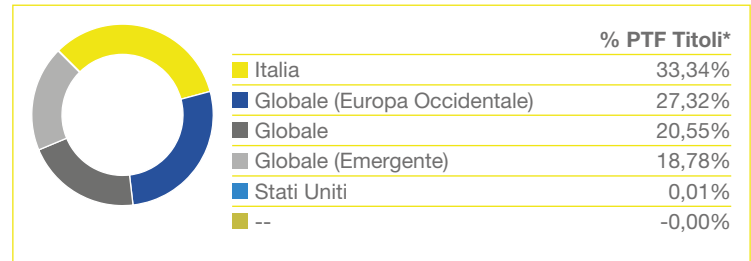 % PTF Titoli*
Italia 33,34%
Globale (Europa Occidentale) 27,32%
Globale 20,55%
Globale (Emergente) 18,78%
Stati Uniti 0,01%
-- -0,00%